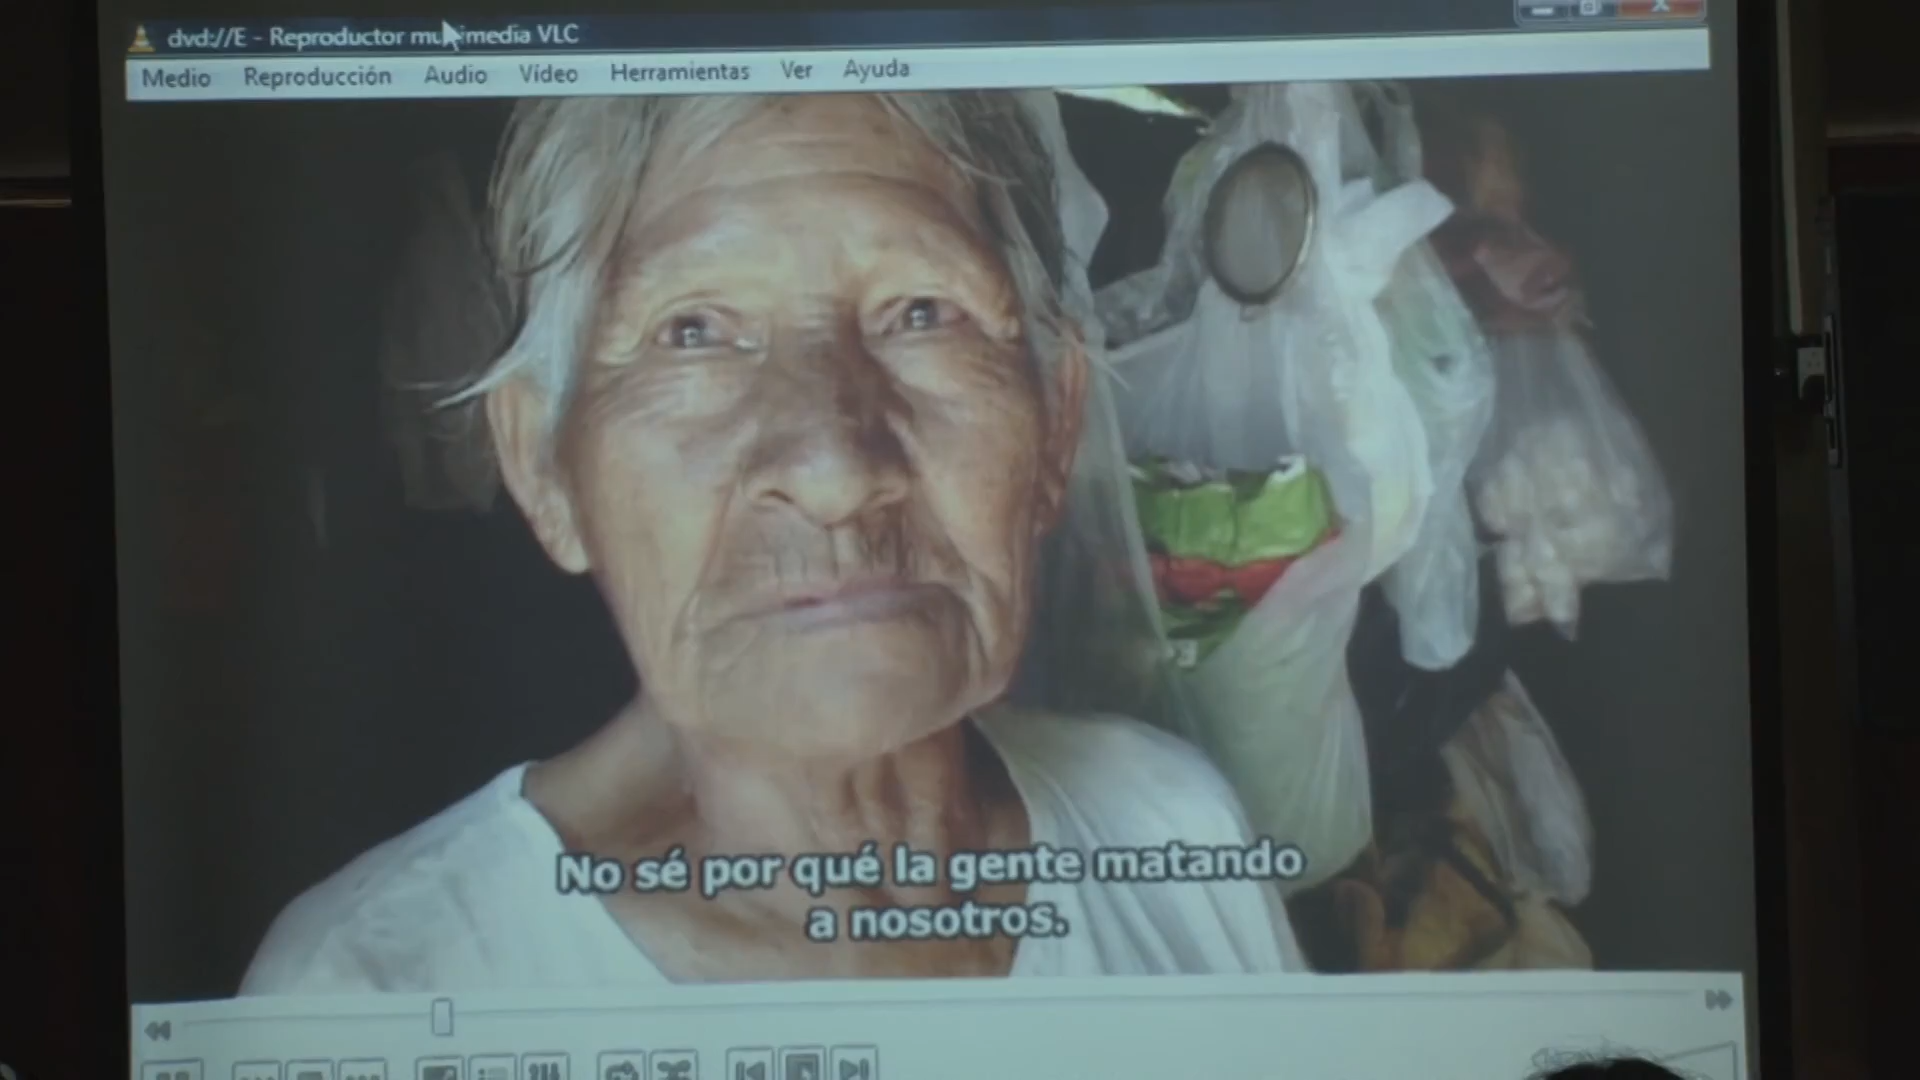 dvd://E - Reproductor multimedia VLC
Medio Reproducción Audio Vídeo Herramientas Ver Ayuda
No sé por qué la gente matando
a nosotros.